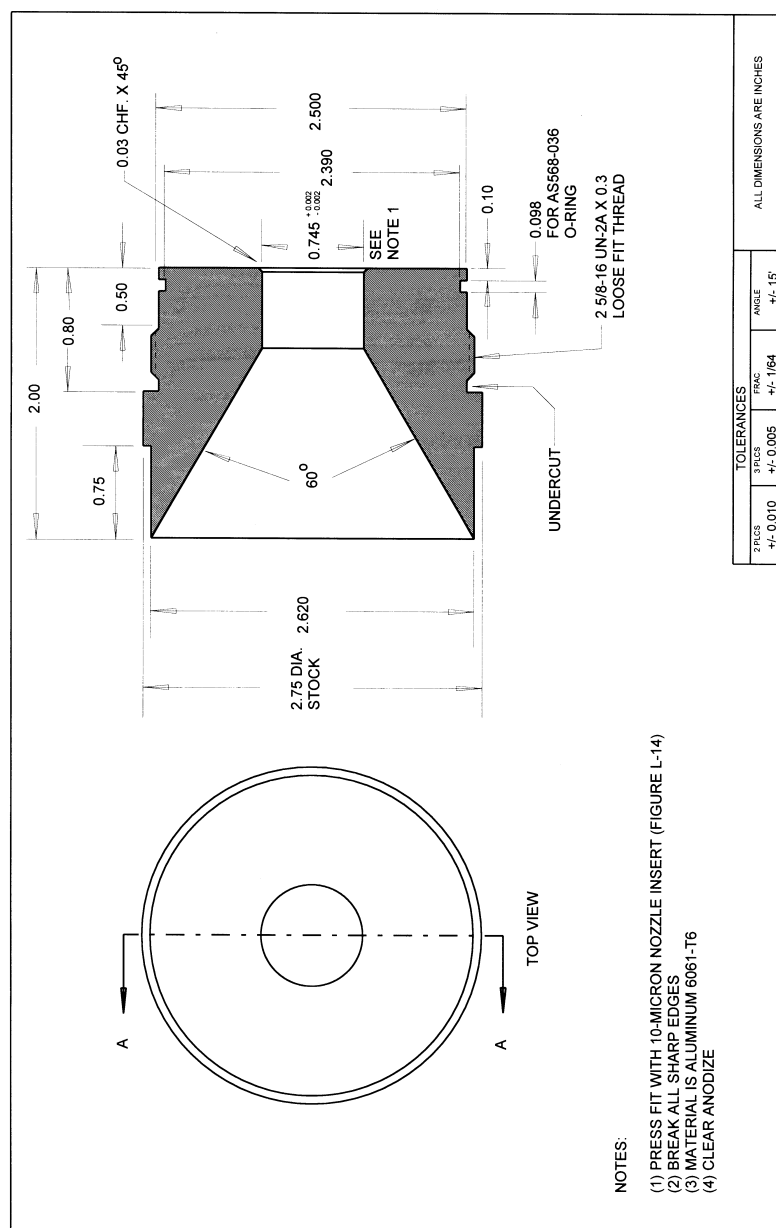 0.03 CHF. X 45⁰
2.00
0.80
0.50
0.75
2.500
2.390
0.745 +0.002
-0.002
SEE
NOTE 1
0.10
0.098
FOR AS568-036
O-RING
2 5/8-16 UN-2A X 0.3
LOOSE FIT THREAD
60⁰
UNDERCUT
2.620
2.75 DIA.
STOCK
A
A
TOP VIEW
NOTES:
(1) PRESS FIT WITH 10-MICRON NOZZLE INSERT (FIGURE L-14)
(2) BREAK ALL SHARP EDGES
(3) MATERIAL IS ALUMINUM 6061-T6
(4) CLEAR ANODIZE
TOLERANCES
2 PLCS
+/- 0.010
3 PLCS
+/- 0.005
FRAC
+/- 1/64
ANGLE
+/- 15'
ALL DIMENSIONS ARE INCHES